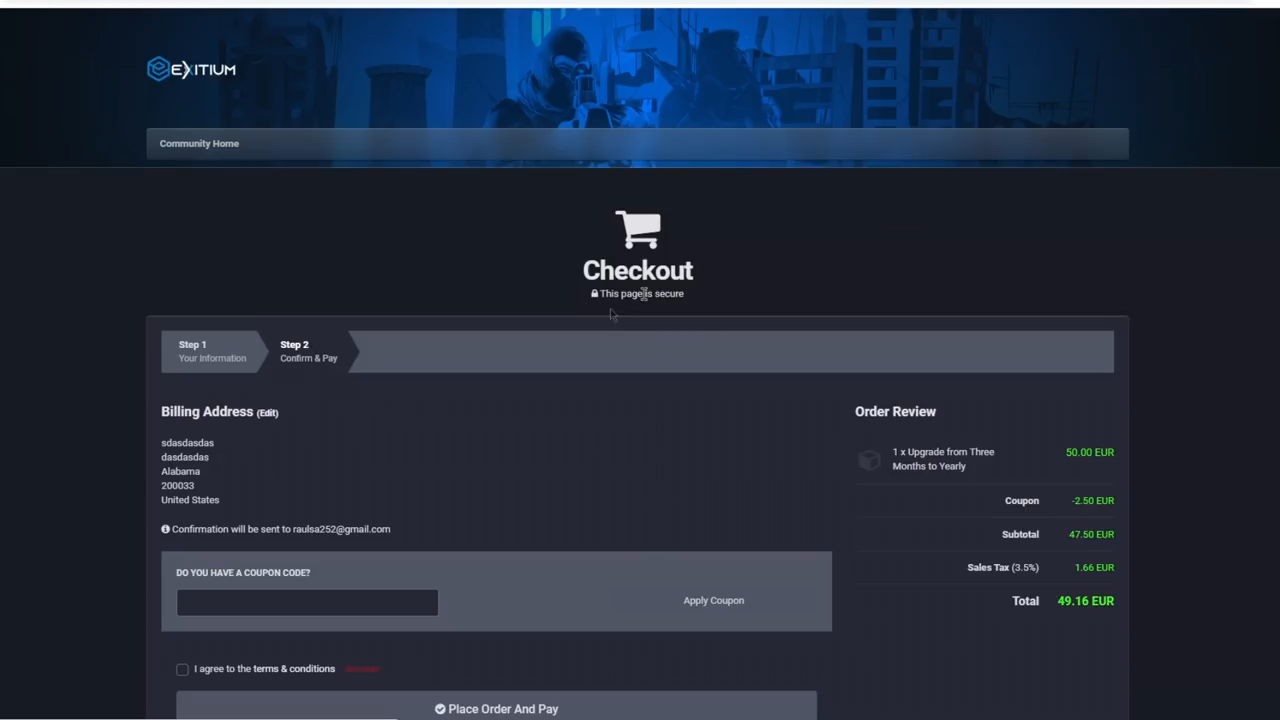 EXITIUM
Community Home
Checkout
This page is secure
Step 1
Your Information
Step 2
Confirm & Pay
Billing Address (Edit)
sdasdasdas
dasdasdas
Alabama
200033
United States
Confirmation will be sent to raulsa252@gmail.com
DO YOU HAVE A COUPON CODE?
Apply Coupon
I agree to the terms & conditions
Place Order And Pay
Order Review
1 x Upgrade from Three 50.00 EUR
Months to Yearly
Coupon -2.50 EUR
Subtotal 47.50 EUR
Sales Tax (3.5%) 1.66 EUR
Total 49.16 EUR